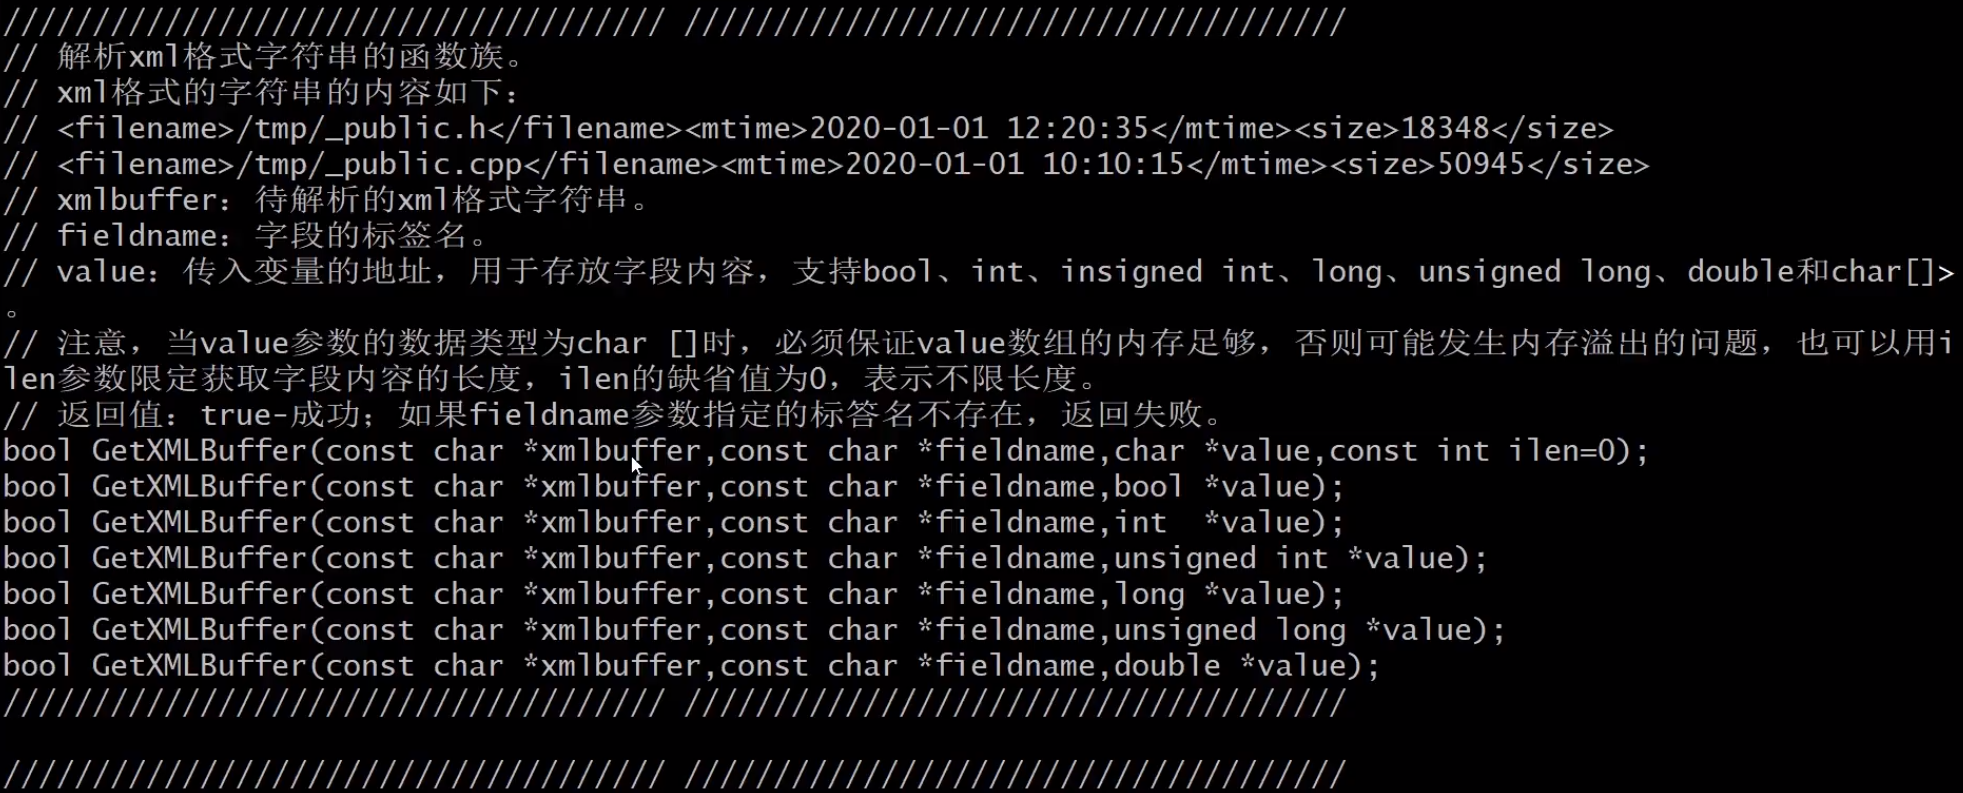 ///////////////////////////////////// /////////////////////////////////////
// 解析xml格式字符串的函数族。
// xml格式的字符串的内容如下：
// <filename>/tmp/_public.h</filename><mtime>2020-01-01 12:20:35</mtime><size>18348</size>
// <filename>/tmp/_public.cpp</filename><mtime>2020-01-01 10:10:15</mtime><size>50945</size>
// xmlbuffer：待解析的xml格式字符串。
// fieldname：字段的标签名。
// value：传入变量的地址，用于存放字段内容，支持bool、int、insigned int、long、unsigned long、double和char[]>
。
// 注意，当value参数的数据类型为char []时，必须保证value数组的内存足够，否则可能发生内存溢出的问题，也可以用i
len参数限定获取字段内容的长度，ilen的缺省值为0，表示不限长度。
// 返回值：true-成功；如果fieldname参数指定的标签名不存在，返回失败。
bool GetXMLBuffer(const char *xmlbuffer,const char *fieldname,char *value,const int ilen=0);
bool GetXMLBuffer(const char *xmlbuffer,const char *fieldname,bool *value);
bool GetXMLBuffer(const char *xmlbuffer,const char *fieldname,int  *value);
bool GetXMLBuffer(const char *xmlbuffer,const char *fieldname,unsigned int *value);
bool GetXMLBuffer(const char *xmlbuffer,const char *fieldname,long *value);
bool GetXMLBuffer(const char *xmlbuffer,const char *fieldname,unsigned long *value);
bool GetXMLBuffer(const char *xmlbuffer,const char *fieldname,double *value);
///////////////////////////////////// /////////////////////////////////////
///////////////////////////////////// /////////////////////////////////////